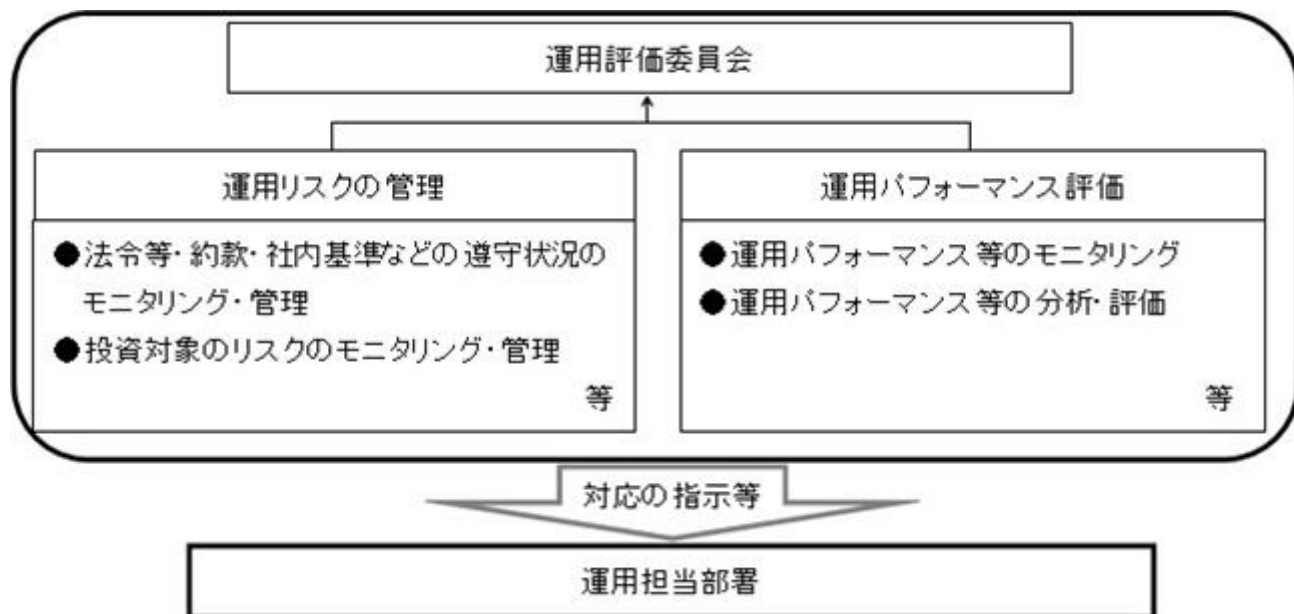 運用評価委員会
運用リスクの管理
●法令等・約款・社内基準などの遵守状況の
モニタリング・管理
●投資対象のリスクのモニタリング・管理
等
運用パフォーマンス評価
●運用パフォーマンス等のモニタリング
●運用パフォーマンス等の分析・評価
等
対応の指示等
運用担当部署